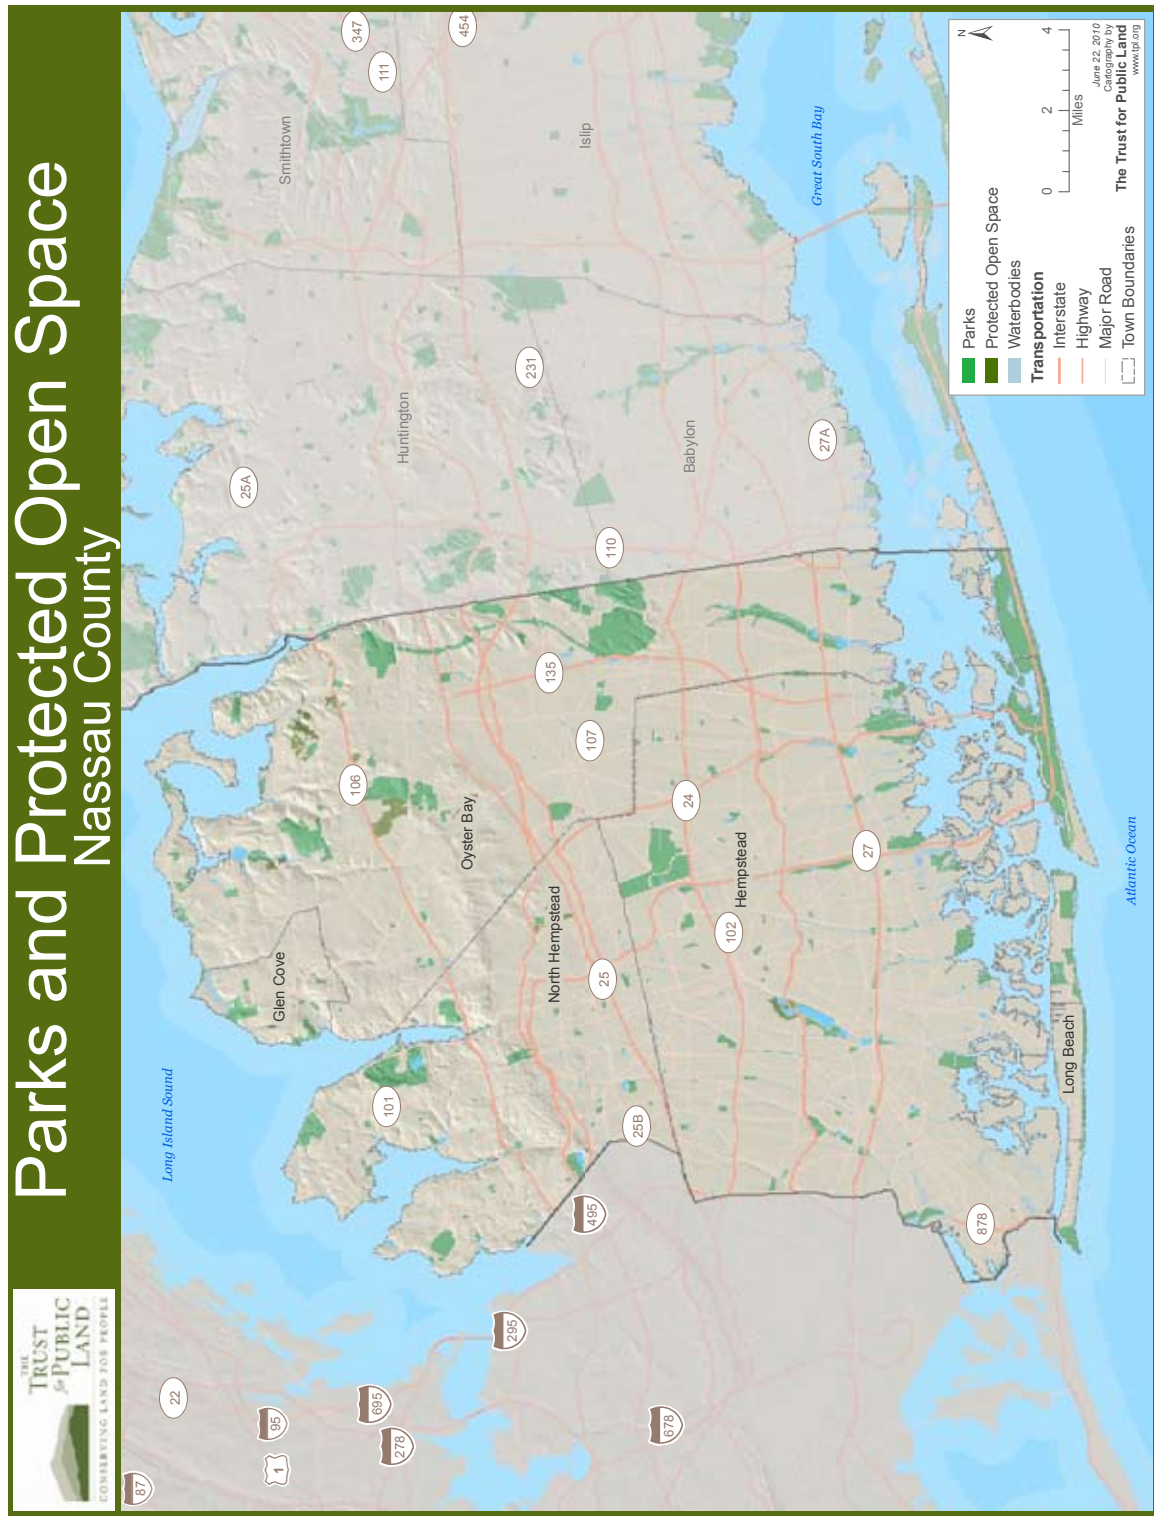 Parks and Protected Open Space
Nassau County
THE
TRUST
for PUBLIC
LAND
CONSERVING LAND FOR PEOPLE
Long Island Sound
Great South Bay
Atlantic Ocean
Smithtown
Islip
Huntington
Babylon
Glen Cove
Oyster Bay
North Hempstead
Hempstead
Long Beach
347
111
454
25A
231
27A
110
135
107
106
24
27
102
25
101
25B
495
878
295
22
95
1
695
278
678
87
Parks
Protected Open Space
Waterbodies
Transportation
Interstate
Highway
Major Road
Town Boundaries
N
0 2 4
Miles
June 22, 2010
Cartography by
The Trust for Public Land
www.tpl.org